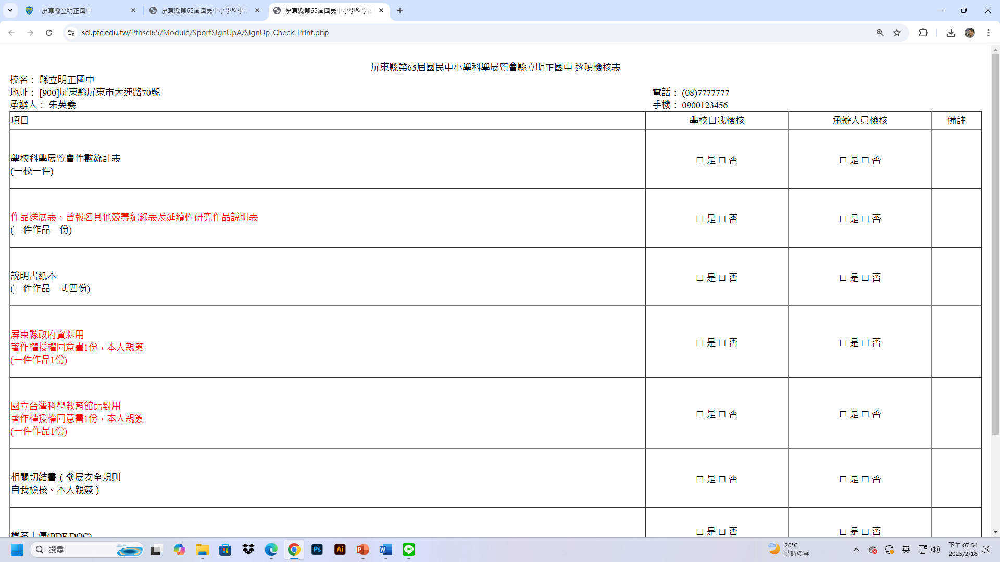 - 屏東縣立明正國中
屏東縣第65屆國民中小學科學展
屏東縣第65屆國民中小學科學展
sci.ptc.edu.tw/Pthsci65/Module/SportSignUpA/SignUp_Check_Print.php
屏東縣第65屆國民中小學科學展覽會縣立明正國中 逐項檢核表
校名： 縣立明正國中
地址： [900]屏東縣屏東市大連路70號
電話： (08)7777777
承辦人： 朱英義
手機： 0900123456
項目 學校自我檢核 承辦人員檢核 備註
學校科學展覽會件數統計表
(一校一件)
□ 是 □ 否 □ 是 □ 否
作品送展表、曾報名其他競賽紀錄表及延續性研究作品說明表
(一件作品一份)
□ 是 □ 否 □ 是 □ 否
說明書紙本
(一件作品一式四份)
□ 是 □ 否 □ 是 □ 否
屏東縣政府資料用
著作權授權同意書1份，本人親簽
(一件作品1份)
□ 是 □ 否 □ 是 □ 否
國立台灣科學教育館比對用
著作權授權同意書1份，本人親簽
(一件作品1份)
□ 是 □ 否 □ 是 □ 否
相關切結書（參展安全規則
自我檢核、本人親簽）
□ 是 □ 否 □ 是 □ 否
檔案上傳(PDF,DOC)
□ 是 □ 否 □ 是 □ 否
搜尋
Ps
Ai
P
W
LINE
20°C
晴時多雲
英
下午 07:54
2025/2/18